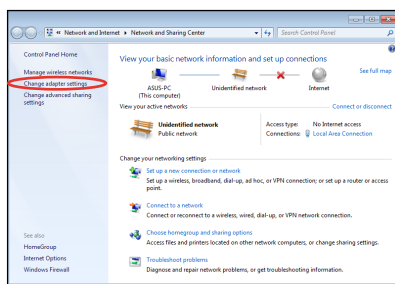 « Network and Internet ▸ Network and Sharing Center
Search Control Panel
Control Panel Home
Manage wireless networks
Change adapter settings
Change advanced sharing
settings
See also
HomeGroup
Internet Options
Windows Firewall
View your basic network information and set up connections
See full map
ASUS-PC
(This computer)
Unidentified network
Internet
View your active networks
Connect or disconnect
Unidentified network
Public network
Access type: No Internet access
Connections: Local Area Connection
Change your networking settings
Set up a new connection or network
Set up a wireless, broadband, dial-up, ad hoc, or VPN connection; or set up a router or access
point.
Connect to a network
Connect or reconnect to a wireless, wired, dial-up, or VPN network connection.
Choose homegroup and sharing options
Access files and printers located on other network computers, or change sharing settings.
Troubleshoot problems
Diagnose and repair network problems, or get troubleshooting information.